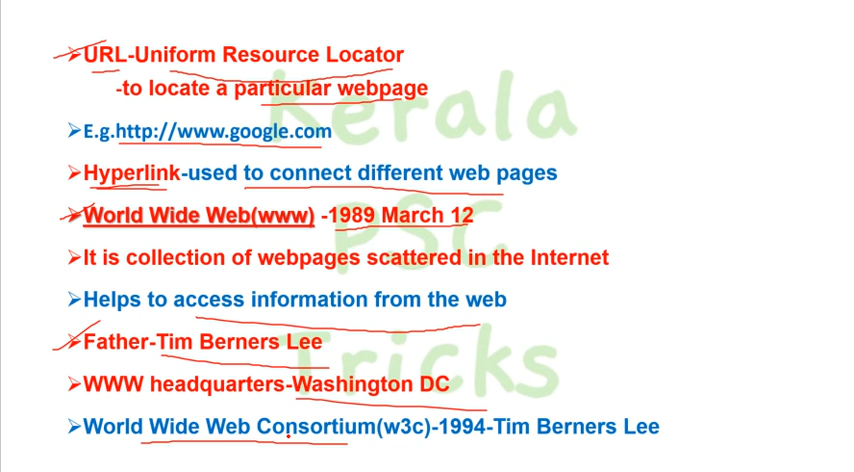 ➢URL-Uniform Resource Locator
-to locate a particular webpage
➢E.g.http://www.google.com
➢Hyperlink-used to connect different web pages
➢World Wide Web(www) -1989 March 12
➢It is collection of webpages scattered in the Internet
➢Helps to access information from the web
➢Father-Tim Berners Lee
➢WWW headquarters-Washington DC
➢World Wide Web Consortium(w3c)-1994-Tim Berners Lee
Kerala
PSC
Tricks